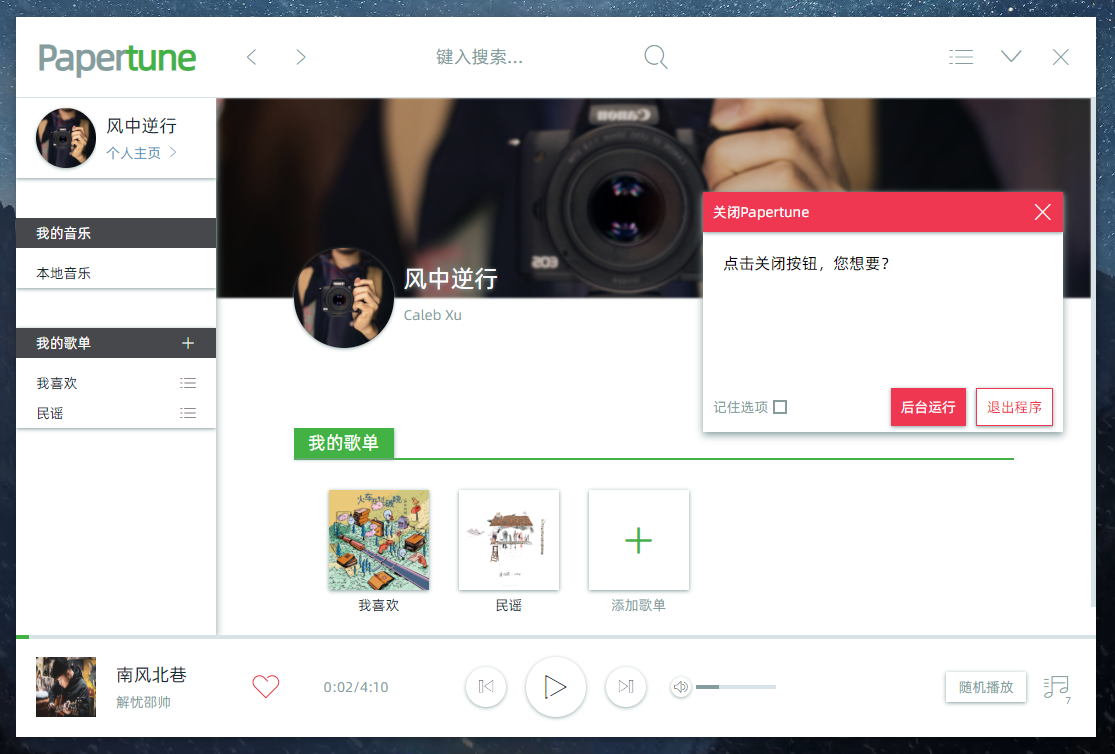 Papertune
键入搜索...
风中逆行
个人主页
我的音乐
本地音乐
我的歌单
我喜欢
民谣
Canon
EOS
风中逆行
Caleb Xu
关闭Papertune
点击关闭按钮，您想要?
记住选项
后台运行
退出程序
我的歌单
我喜欢
民谣
添加歌单
南风北巷
解忧邵帅
0:02/4:10
随机播放
7